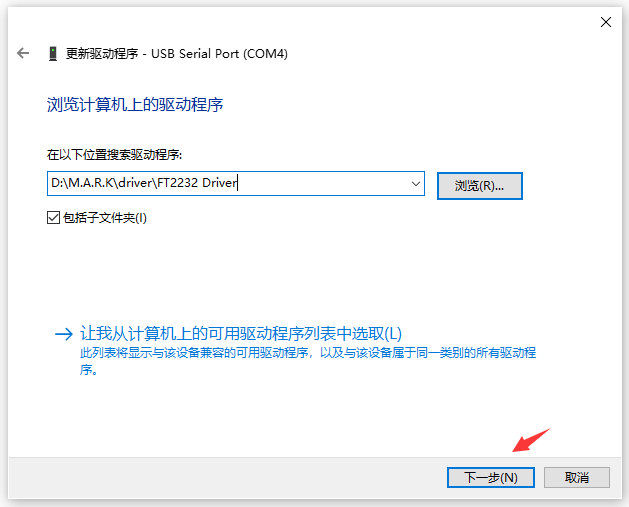 更新驱动程序 - USB Serial Port (COM4)
浏览计算机上的驱动程序
在以下位置搜索驱动程序:
D:\M.A.R.K\driver\FT2232 Driver
浏览(R)...
包括子文件夹(I)
让我从计算机上的可用驱动程序列表中选取(L)
此列表将显示与该设备兼容的可用驱动程序，以及与该设备属于同一类别的所有驱动程
序。
下一步(N)
取消